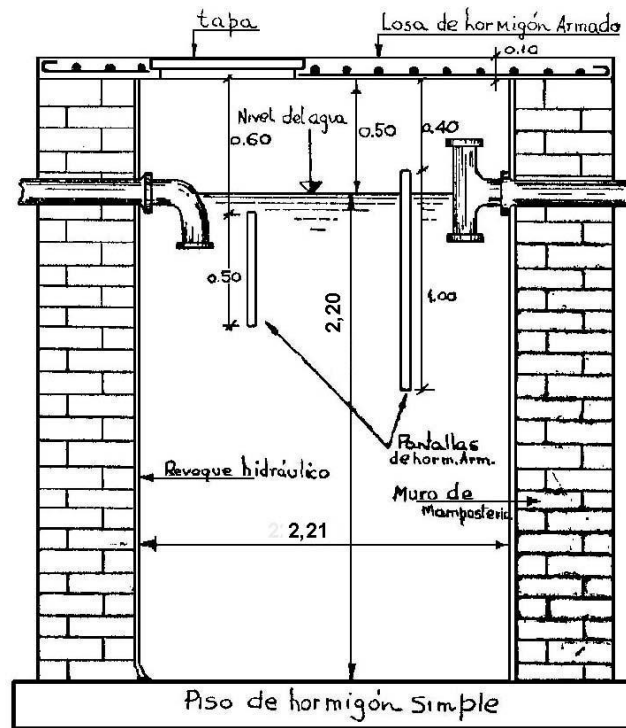 tapa
Losa de hormigón Armado
0.10
Nivel del agua
0.60
0.50
0.40
0.50
2,20
1.00
Pantallas
de horm. Arm.
Revoque hidráulico
Muro de
Mampostería
2,21
Piso de hormigón simple